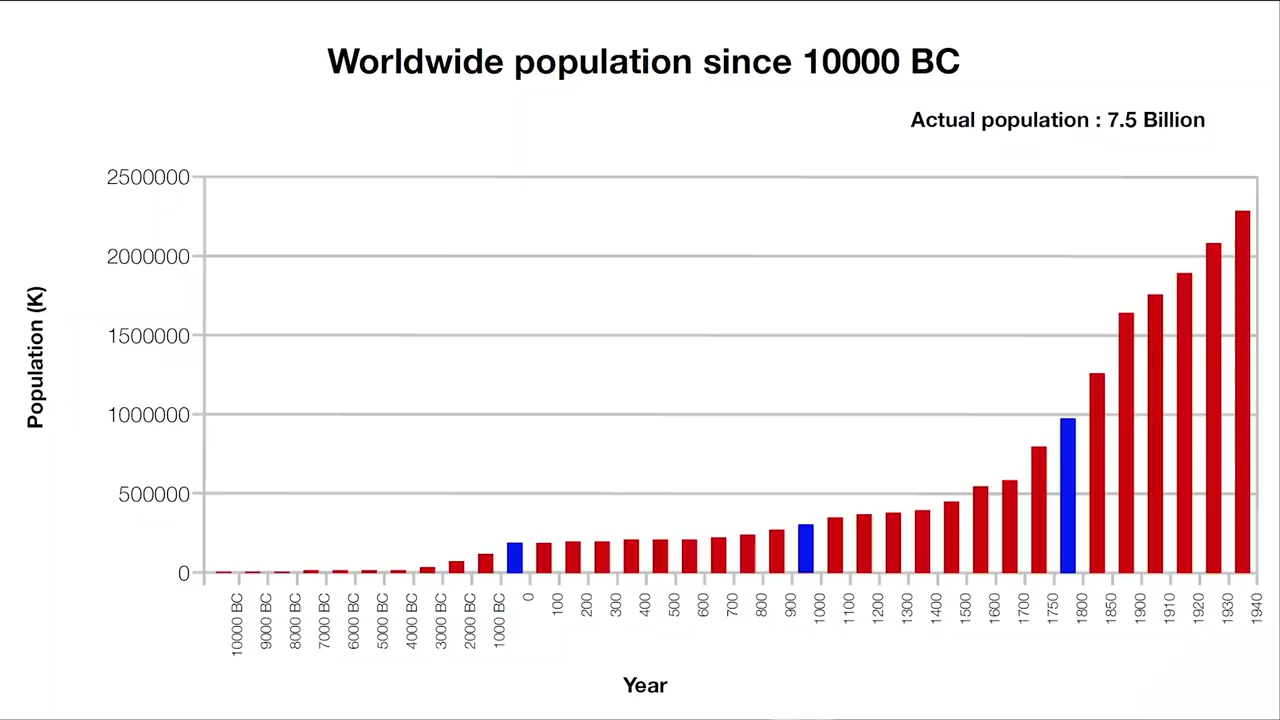 Worldwide population since 10000 BC
Actual population : 7.5 Billion
Population (K)
2500000
2000000
1500000
1000000
500000
0
10000 BC
9000 BC
8000 BC
7000 BC
6000 BC
5000 BC
4000 BC
3000 BC
2000 BC
1000 BC
0
100
200
300
400
500
600
700
800
900
1000
1100
1200
1300
1400
1500
1600
1700
1750
1800
1850
1900
1910
1920
1930
1940
Year